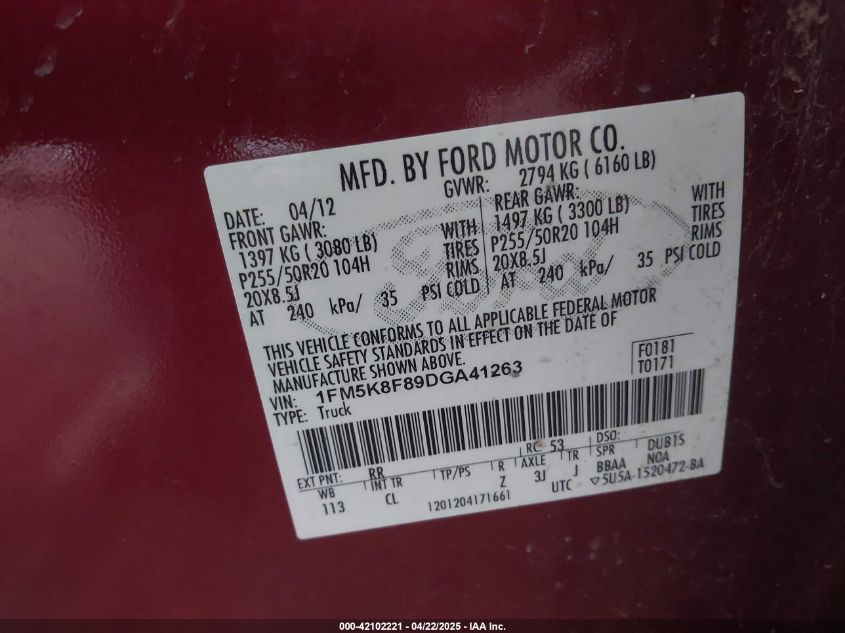 MFD. BY FORD MOTOR CO.
DATE: 04/12 GVWR: 2794 KG ( 6160 LB)
FRONT GAWR: REAR GAWR:
1397 KG ( 3080 LB) WITH 1497 KG ( 3300 LB) WITH
P255/50R20 104H TIRES P255/50R20 104H TIRES
20X8.5J RIMS 20X8.5J RIMS
AT 240 kPa/ 35 PSI COLD AT 240 kPa/ 35 PSI COLD
Ford
THIS VEHICLE CONFORMS TO ALL APPLICABLE FEDERAL MOTOR
VEHICLE SAFETY STANDARDS IN EFFECT ON THE DATE OF
MANUFACTURE SHOWN ABOVE.
VIN: 1FM5K8F89DGA41263
TYPE: Truck
F0181
T0171
EXT PNT: RR RC: 53 DSO:
WB INT TR TP/PS R AXLE TR SPR DUB1S
113 CL Z 3J J BBAA NOA
1201204171661 UTC ▽5U5A-1520472-BA
000-42102221 - 04/22/2025 - IAA Inc.